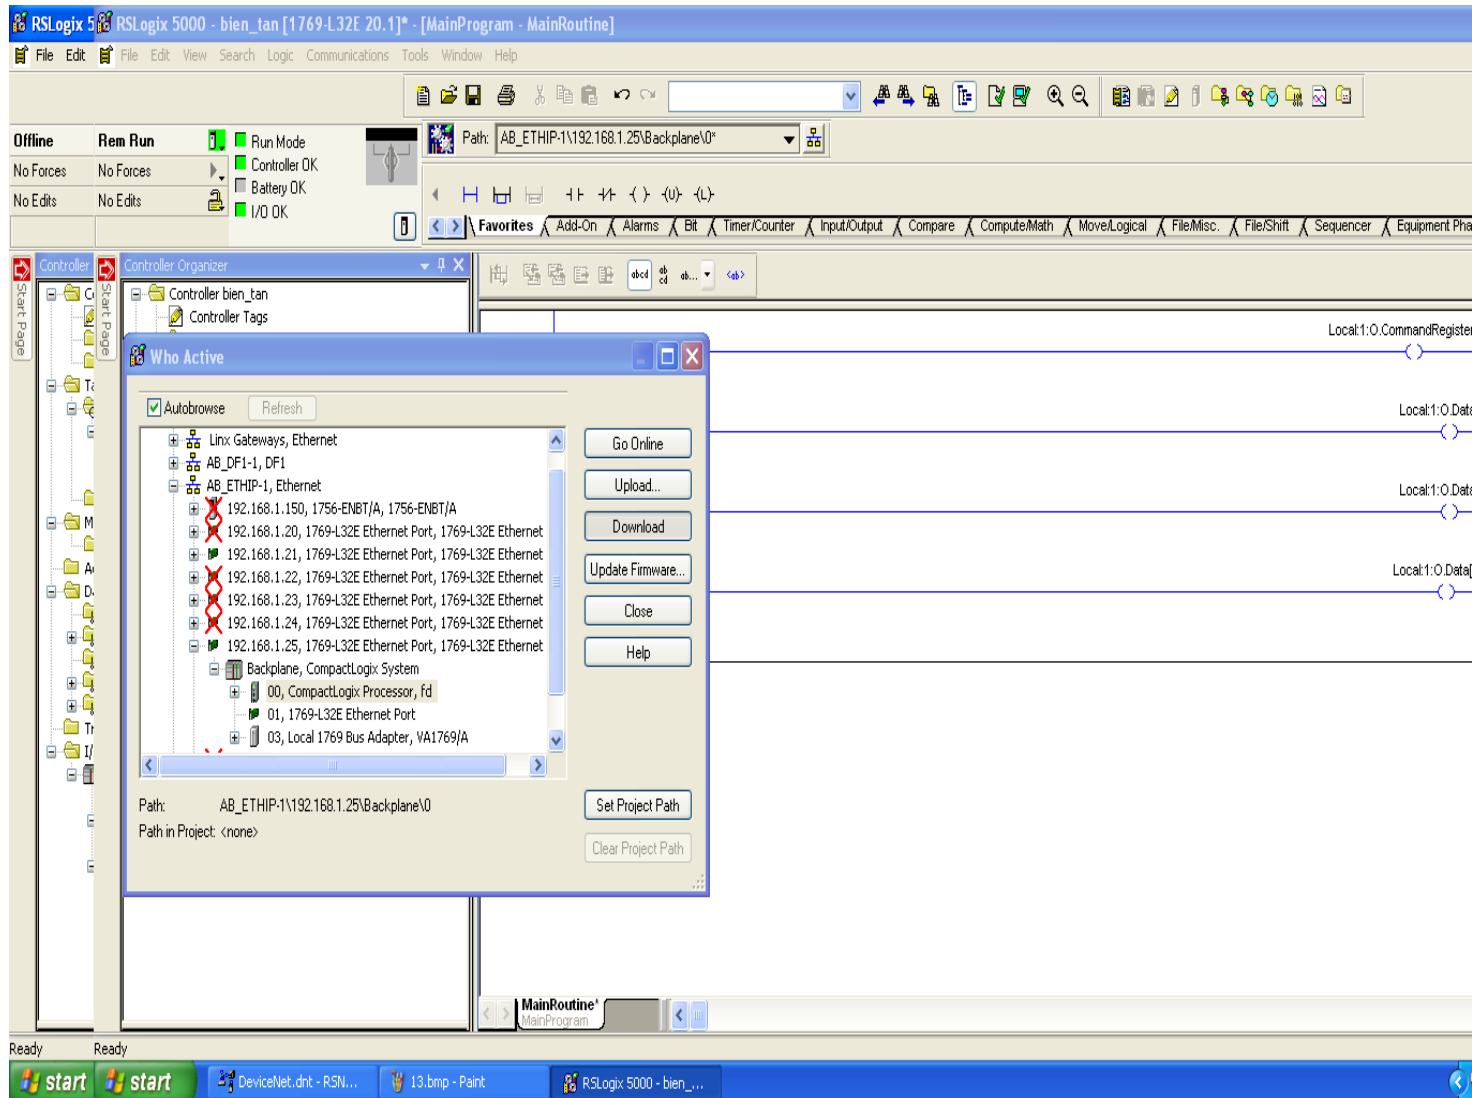 RSLogix 5 RSLogix 5000 - bien_tan [1769-L32E 20.1]* - [MainProgram - MainRoutine]
File Edit File Edit View Search Logic Communications Tools Window Help
Offline Rem Run Run Mode
Path: AB_ETHIP-1\192.168.1.25\Backplane\0*
No Forces No Forces Controller OK
Battery OK
No Edits No Edits I/O OK
Favorites Add-On Alarms Bit Timer/Counter Input/Output Compare Compute/Math Move/Logical File/Misc. File/Shift Sequencer Equipment Pha
Controller Controller Organizer
Start Page
Start Page
Controller bien_tan
Controller Tags
abcd ab cd ab... <ab>
Local:1:O.CommandRegister
Local:1:O.Data
Local:1:O.Data
Local:1:O.Data[
Who Active
Autobrowse Refresh
Linx Gateways, Ethernet
AB_DF1-1, DF1
AB_ETHIP-1, Ethernet
192.168.1.150, 1756-ENBT/A, 1756-ENBT/A
192.168.1.20, 1769-L32E Ethernet Port, 1769-L32E Ethernet
192.168.1.21, 1769-L32E Ethernet Port, 1769-L32E Ethernet
192.168.1.22, 1769-L32E Ethernet Port, 1769-L32E Ethernet
192.168.1.23, 1769-L32E Ethernet Port, 1769-L32E Ethernet
192.168.1.24, 1769-L32E Ethernet Port, 1769-L32E Ethernet
192.168.1.25, 1769-L32E Ethernet Port, 1769-L32E Ethernet
Backplane, CompactLogix System
00, CompactLogix Processor, fd
01, 1769-L32E Ethernet Port
03, Local 1769 Bus Adapter, VA1769/A
Go Online
Upload...
Download
Update Firmware...
Close
Help
Set Project Path
Clear Project Path
Path: AB_ETHIP-1\192.168.1.25\Backplane\0
Path in Project: <none>
MainRoutine*
MainProgram
Ready Ready
start start DeviceNet.dnt - RSN... 13.bmp - Paint RSLogix 5000 - bien_...